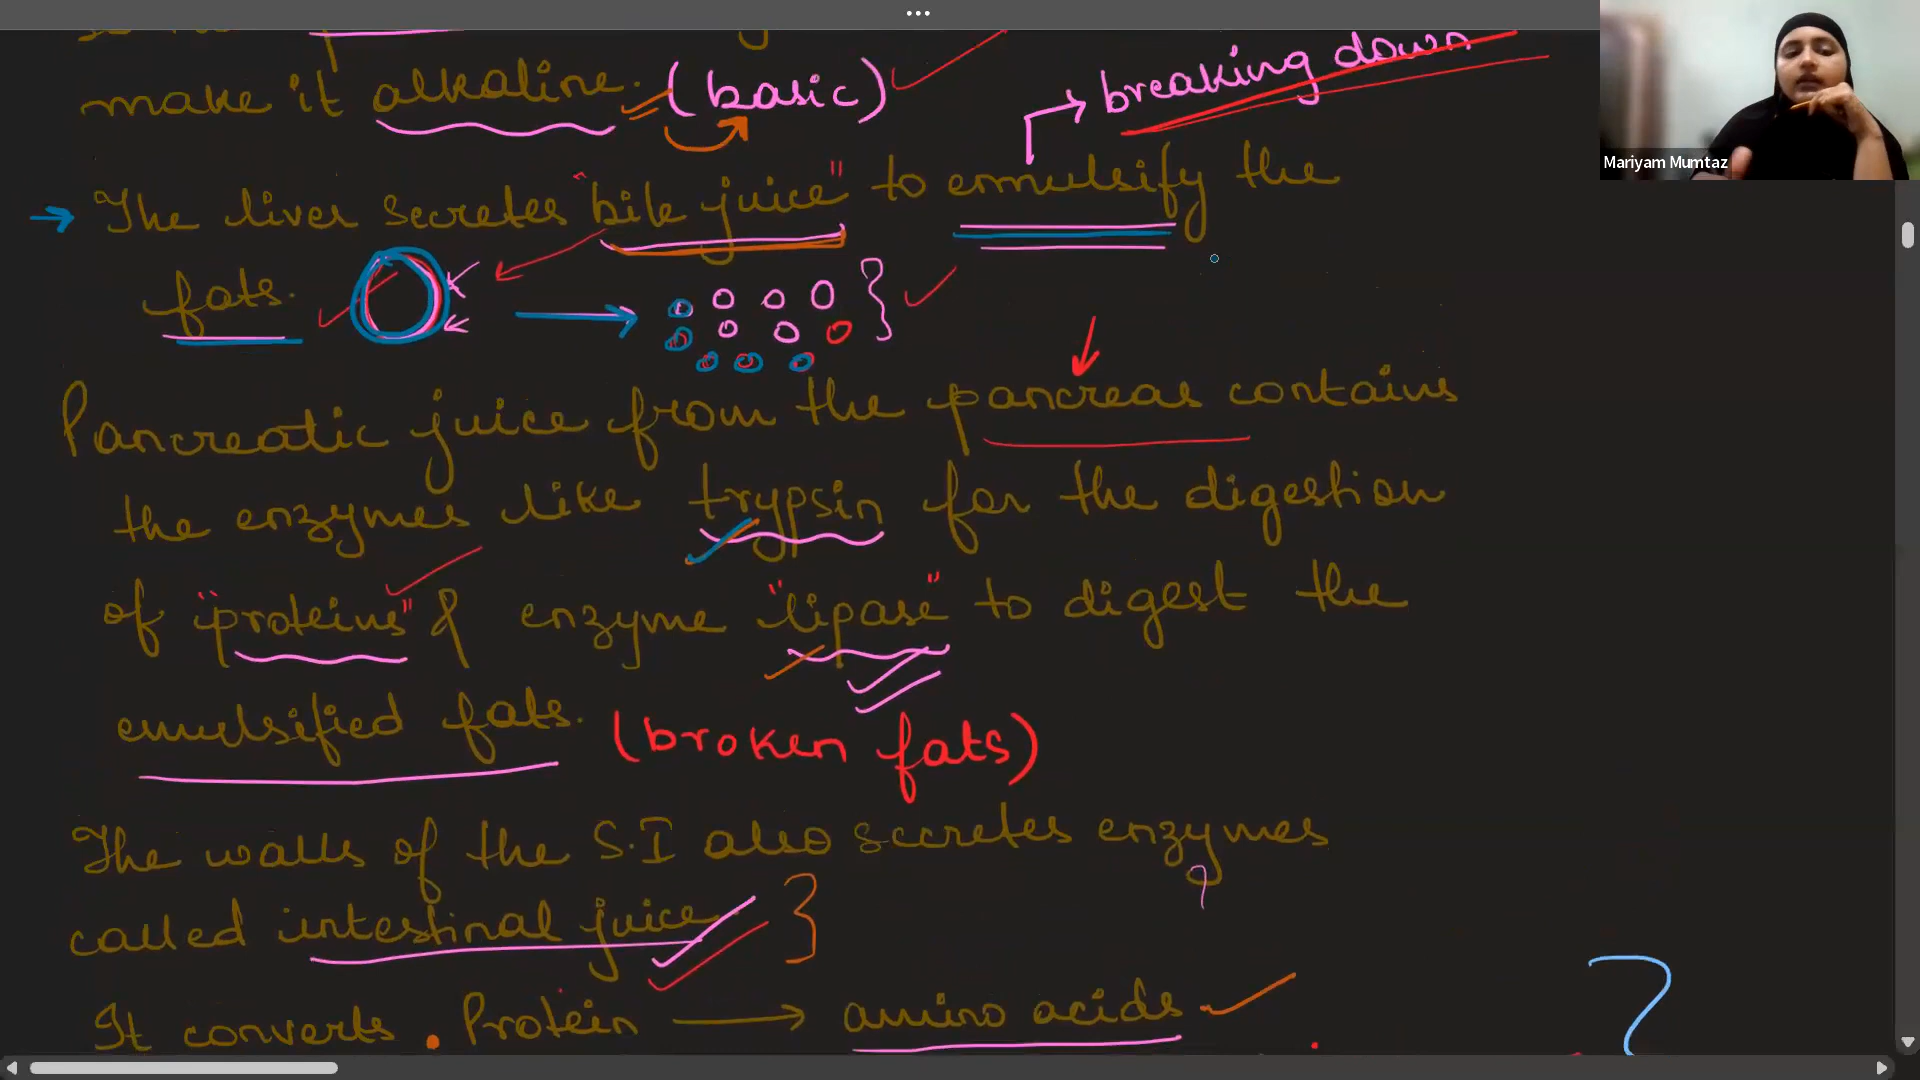 make it alkaline. (basic)
breaking down
Mariyam Mumtaz
→ The liver secretes "bile juice" to emulsify the
fats.
Pancreatic juice from the pancreas contains
the enzymes like trypsin for the digestion
of "proteins" & enzyme "lipase" to digest the
emulsified fats. (broken fats)
The walls of the S.I also secretes enzymes
called intestinal juice
It converts • Protein → amino acids